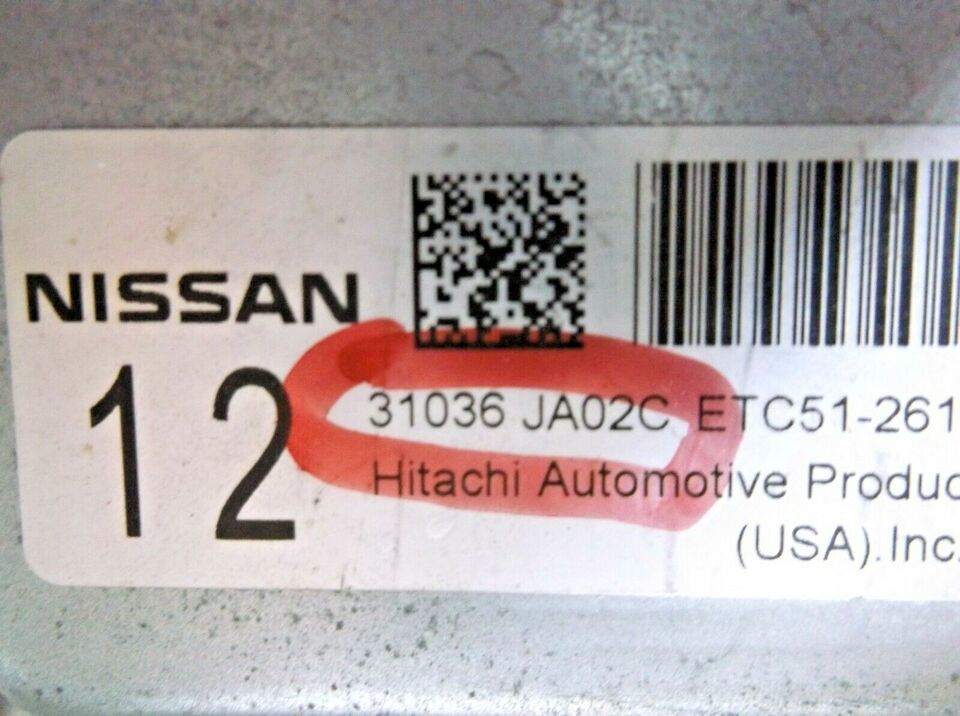 NISSAN
12
31036 JA02C ETC51-261
Hitachi Automotive Produc
(USA).Inc.